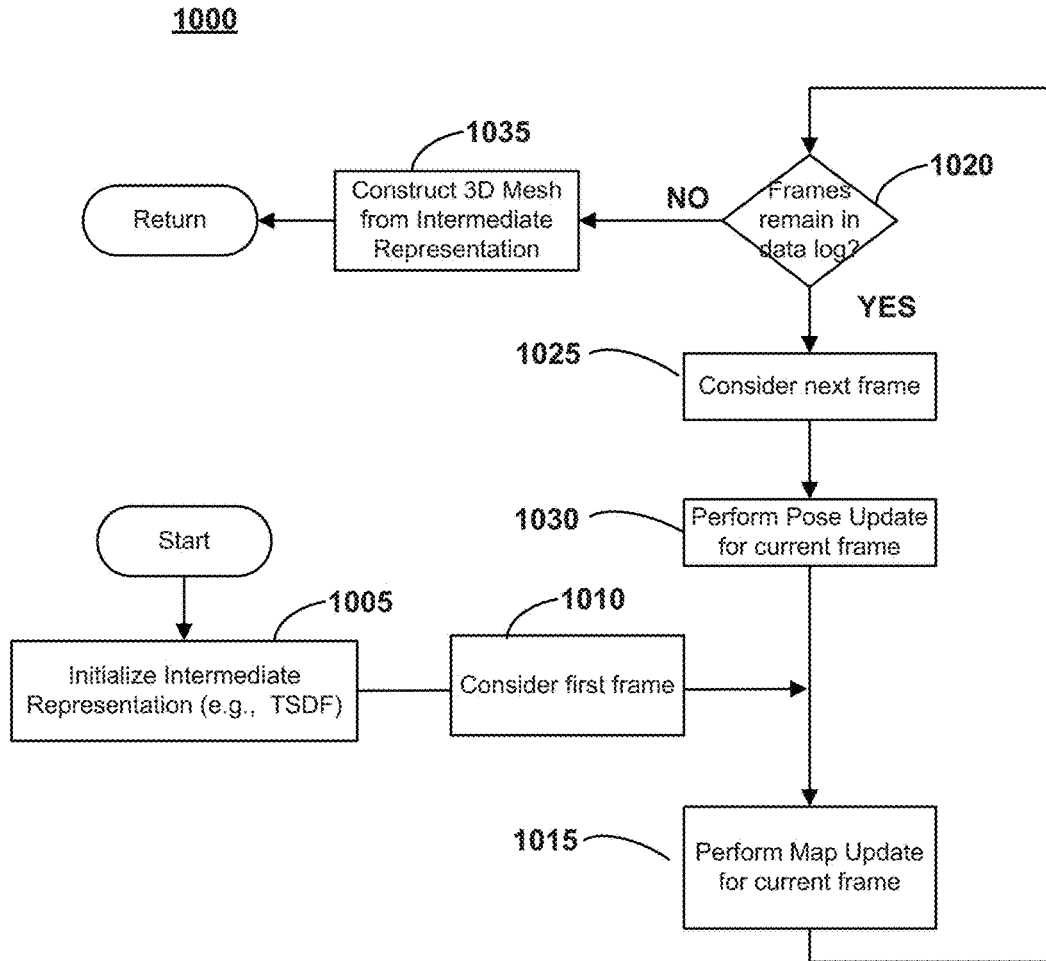 1000
1035
Construct 3D Mesh
from Intermediate
Representation
Return
NO
Frames
remain in
data log?
1020
YES
1025
Consider next frame
1030
Perform Pose Update
for current frame
Start
1005
Initialize Intermediate
Representation (e.g., TSDF)
1010
Consider first frame
1015
Perform Map Update
for current frame